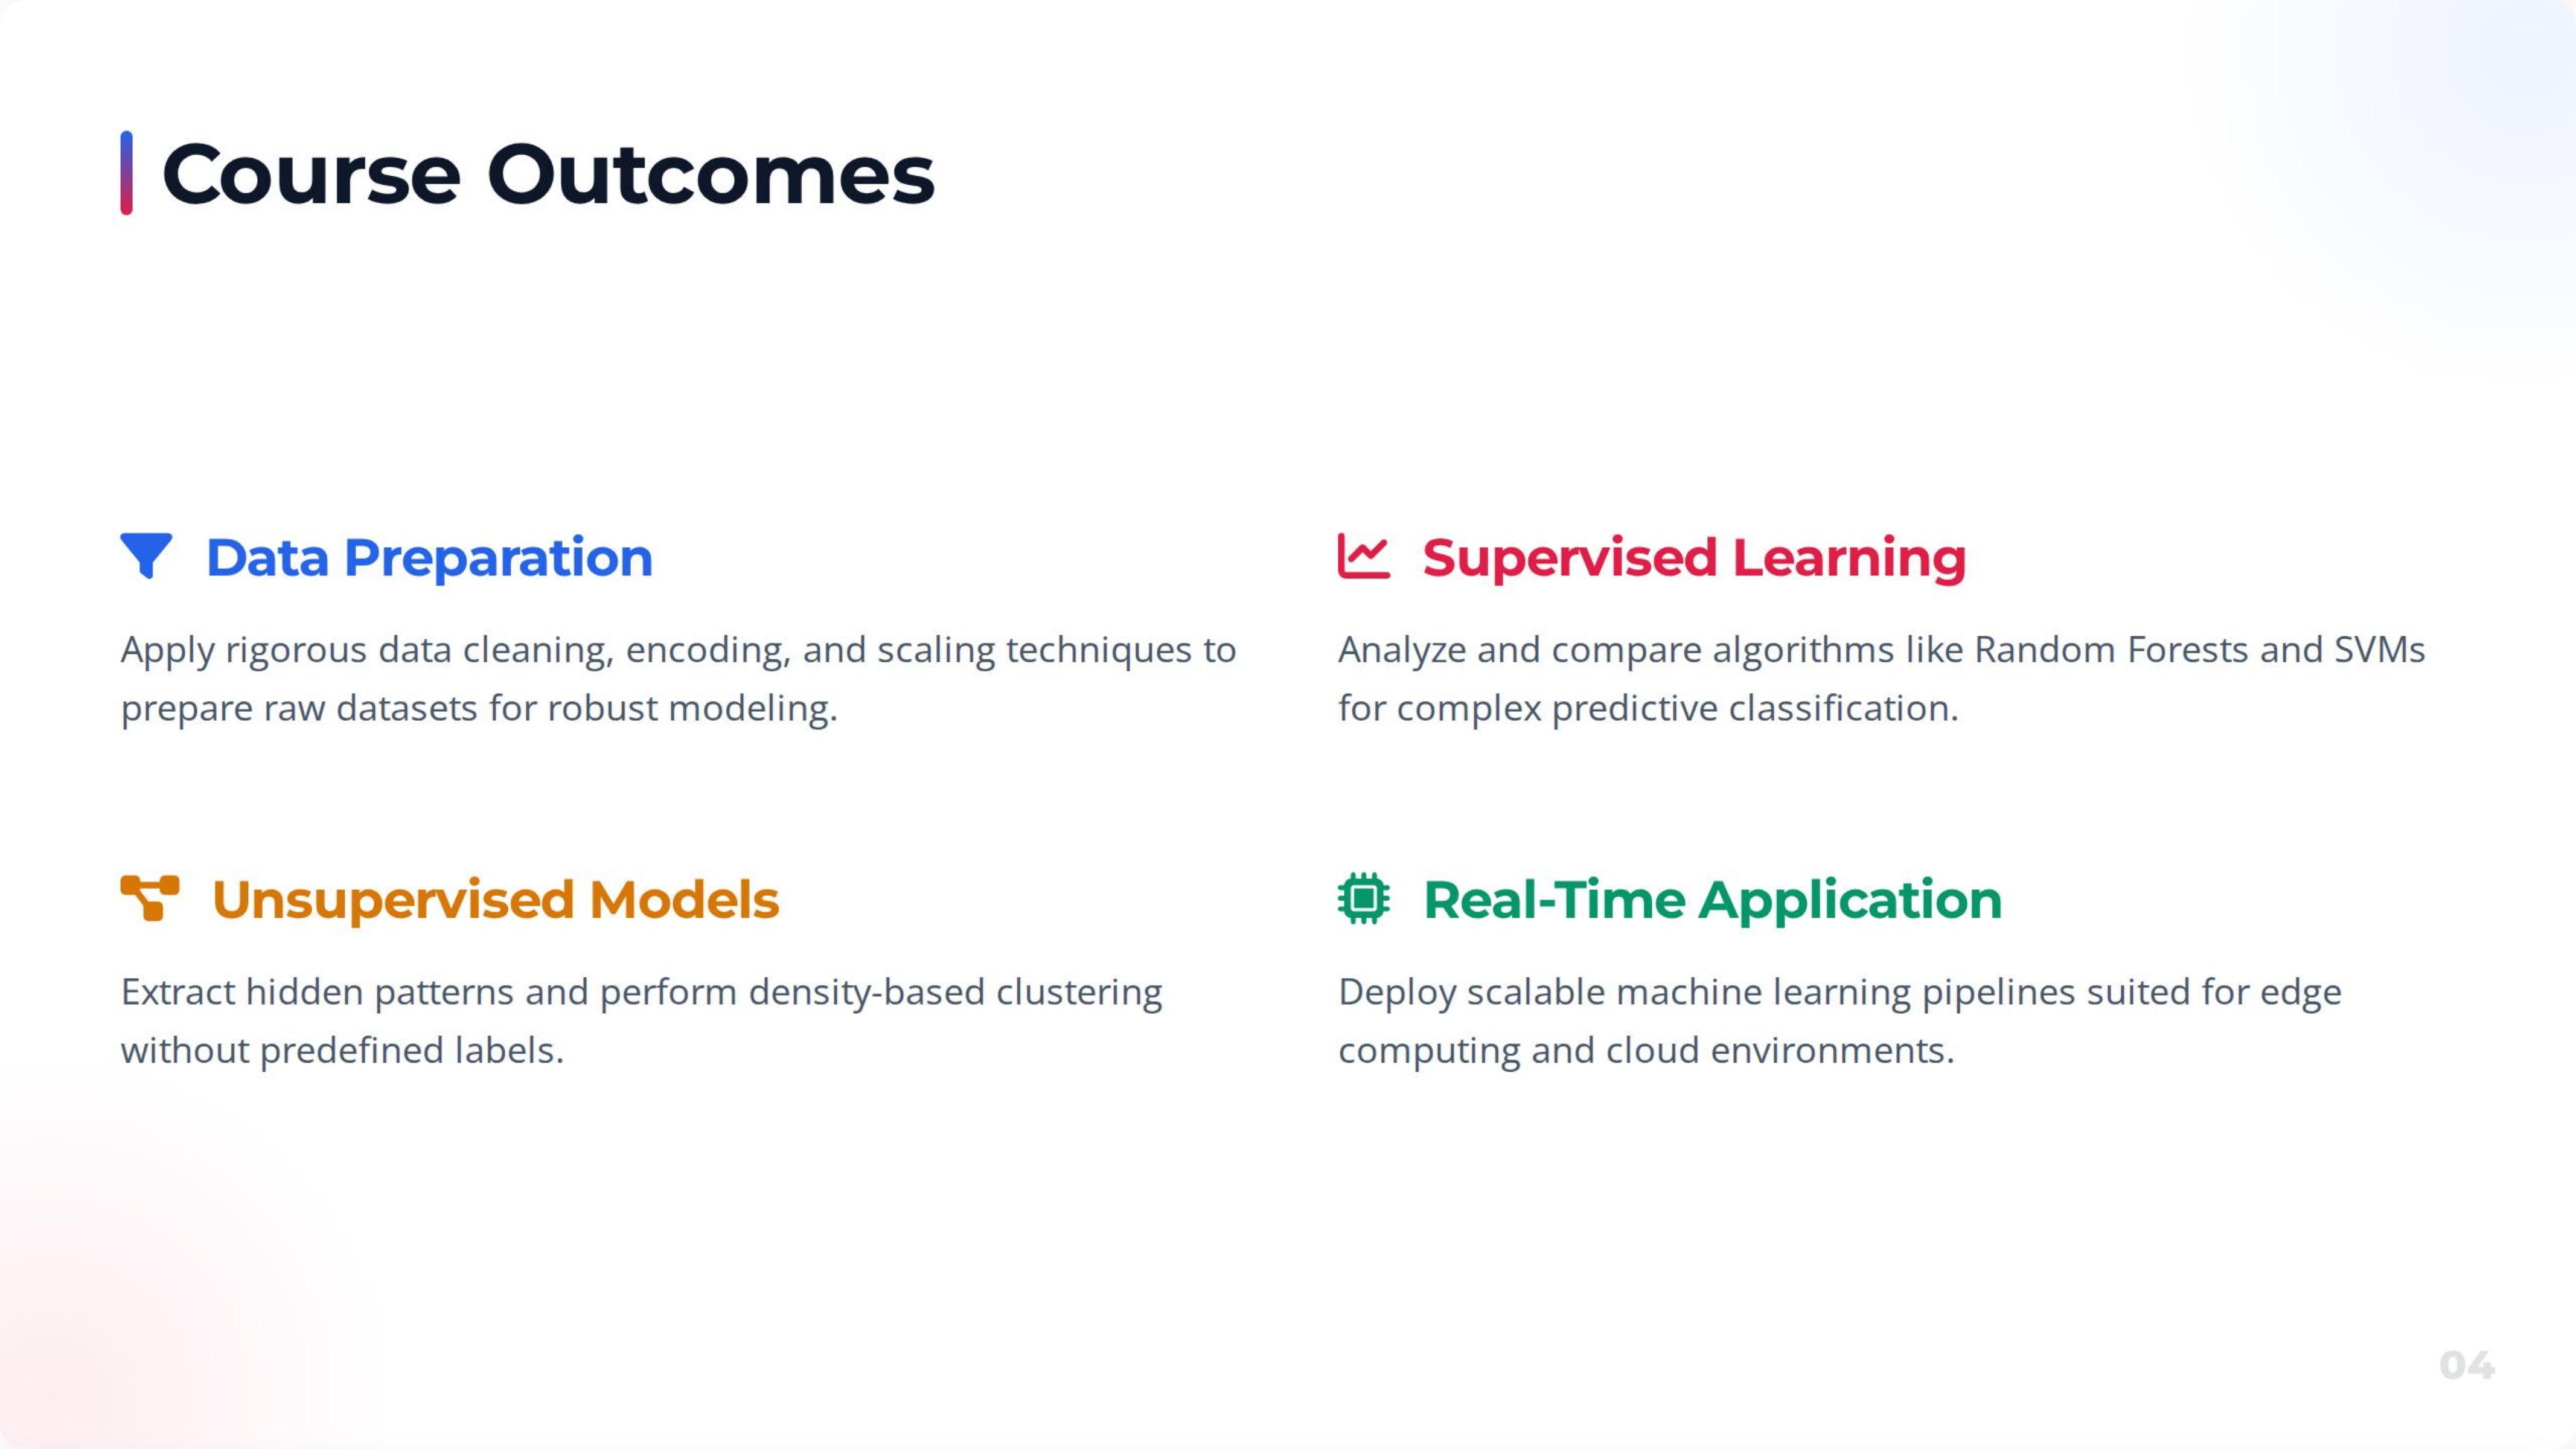 Course Outcomes
Data Preparation
Apply rigorous data cleaning, encoding, and scaling techniques to
prepare raw datasets for robust modeling.
Supervised Learning
Analyze and compare algorithms like Random Forests and SVMs
for complex predictive classification.
Unsupervised Models
Extract hidden patterns and perform density-based clustering
without predefined labels.
Real-Time Application
Deploy scalable machine learning pipelines suited for edge
computing and cloud environments.
04